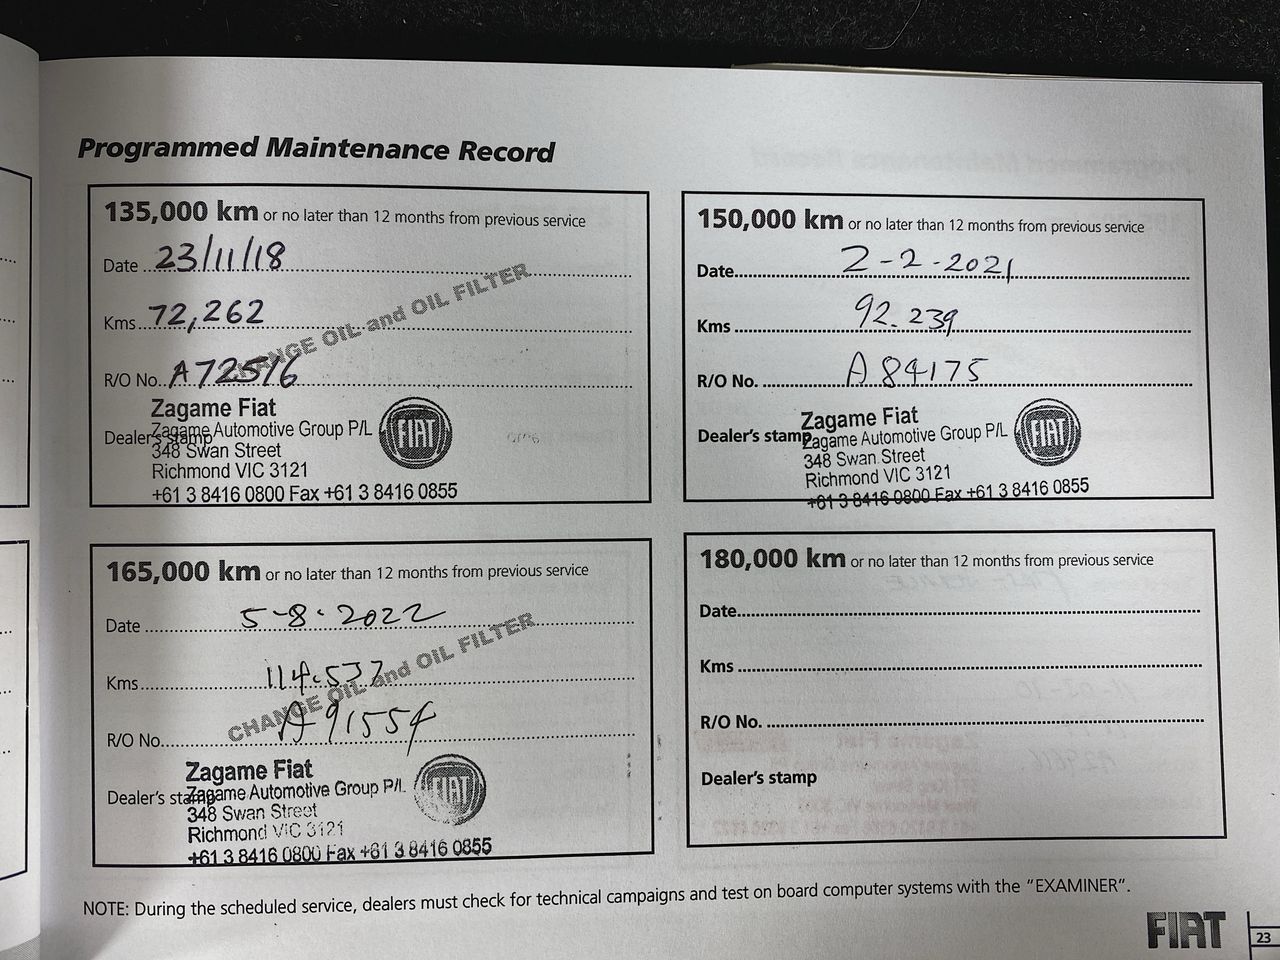 Programmed Maintenance Record
135,000 km or no later than 12 months from previous service
Date 23/11/18
Kms 72,262
R/O No. A72516
CHANGE OIL and OIL FILTER
Dealer's stamp
Zagame Fiat
Zagame Automotive Group P/L
348 Swan Street
Richmond VIC 3121
+61 3 8416 0800 Fax +61 3 8416 0855
FIAT
150,000 km or no later than 12 months from previous service
Date 2-2-2021
Kms 92.239
R/O No. A84175
Dealer's stamp
Zagame Fiat
Zagame Automotive Group P/L
348 Swan Street
Richmond VIC 3121
+61 3 8416 0800 Fax +61 3 8416 0855
FIAT
165,000 km or no later than 12 months from previous service
Date 5-8-2022
Kms 114.537
R/O No. A91554
CHANGE OIL and OIL FILTER
Dealer's stamp
Zagame Fiat
Zagame Automotive Group P/L
348 Swan Street
Richmond VIC 3121
+61 3 8416 0800 Fax +61 3 8416 0855
FIAT
180,000 km or no later than 12 months from previous service
Date
Kms
R/O No.
Dealer's stamp
NOTE: During the scheduled service, dealers must check for technical campaigns and test on board computer systems with the "EXAMINER".
FIAT
23